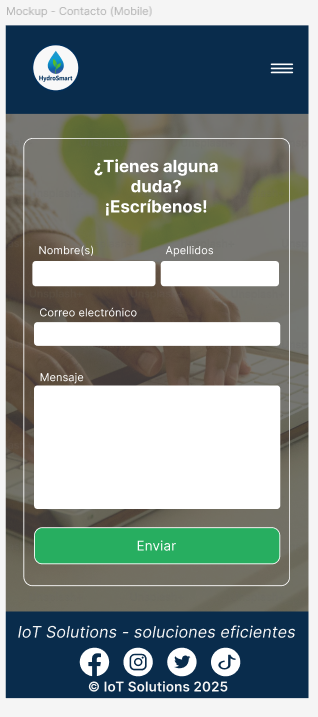 Mockup - Contacto (Mobile)
HydroSmart
¿Tienes alguna
duda?
¡Escríbenos!
Nombre(s) Apellidos
Correo electrónico
Mensaje
Enviar
IoT Solutions - soluciones eficientes
© IoT Solutions 2025